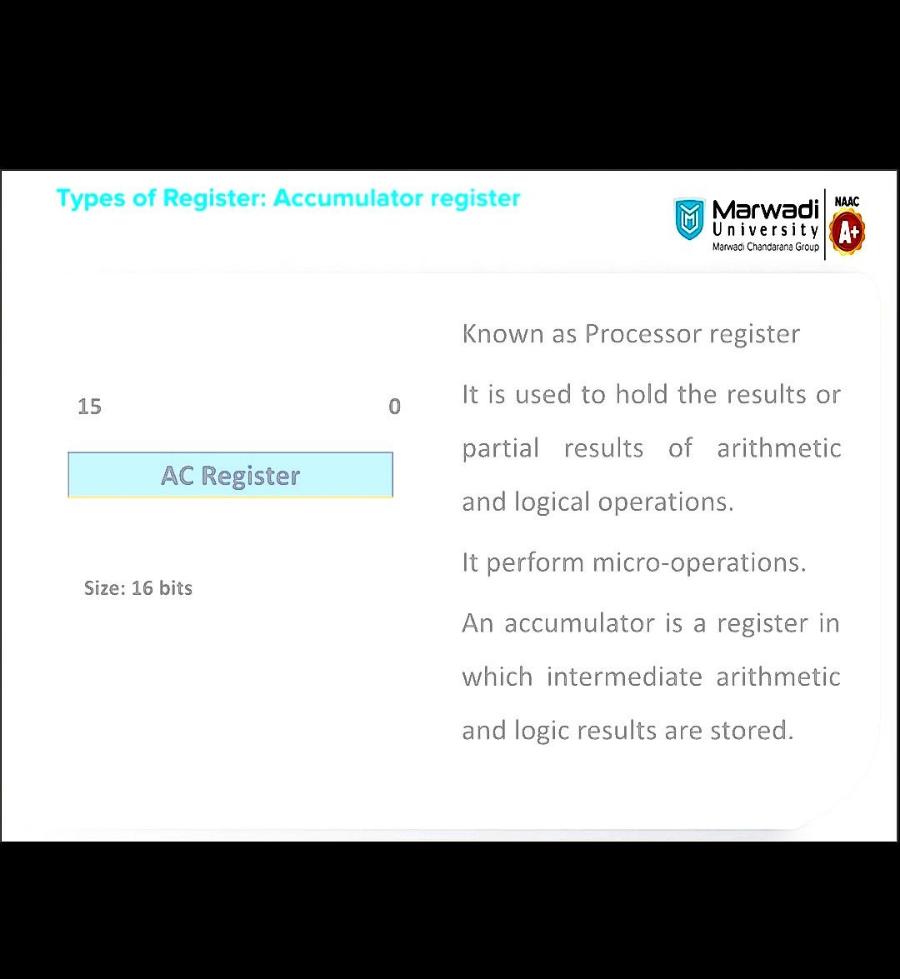 Types of Register: Accumulator register
Marwadi
University
Marwadi Chandarana Group
NAAC
A+
15 0
AC Register
Size: 16 bits
Known as Processor register
It is used to hold the results or
partial results of arithmetic
and logical operations.
It perform micro-operations.
An accumulator is a register in
which intermediate arithmetic
and logic results are stored.